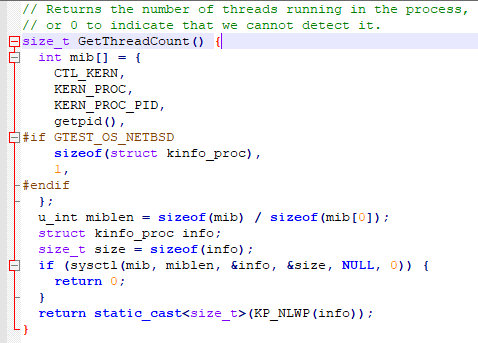 // Returns the number of threads running in the process,
// or 0 to indicate that we cannot detect it.
size_t GetThreadCount() {
  int mib[] = {
    CTL_KERN,
    KERN_PROC,
    KERN_PROC_PID,
    getpid(),
#if GTEST_OS_NETBSD
    sizeof(struct kinfo_proc),
    1,
#endif
  };
  u_int miblen = sizeof(mib) / sizeof(mib[0]);
  struct kinfo_proc info;
  size_t size = sizeof(info);
  if (sysctl(mib, miblen, &info, &size, NULL, 0)) {
    return 0;
  }
  return static_cast<size_t>(KP_NLWP(info));
}